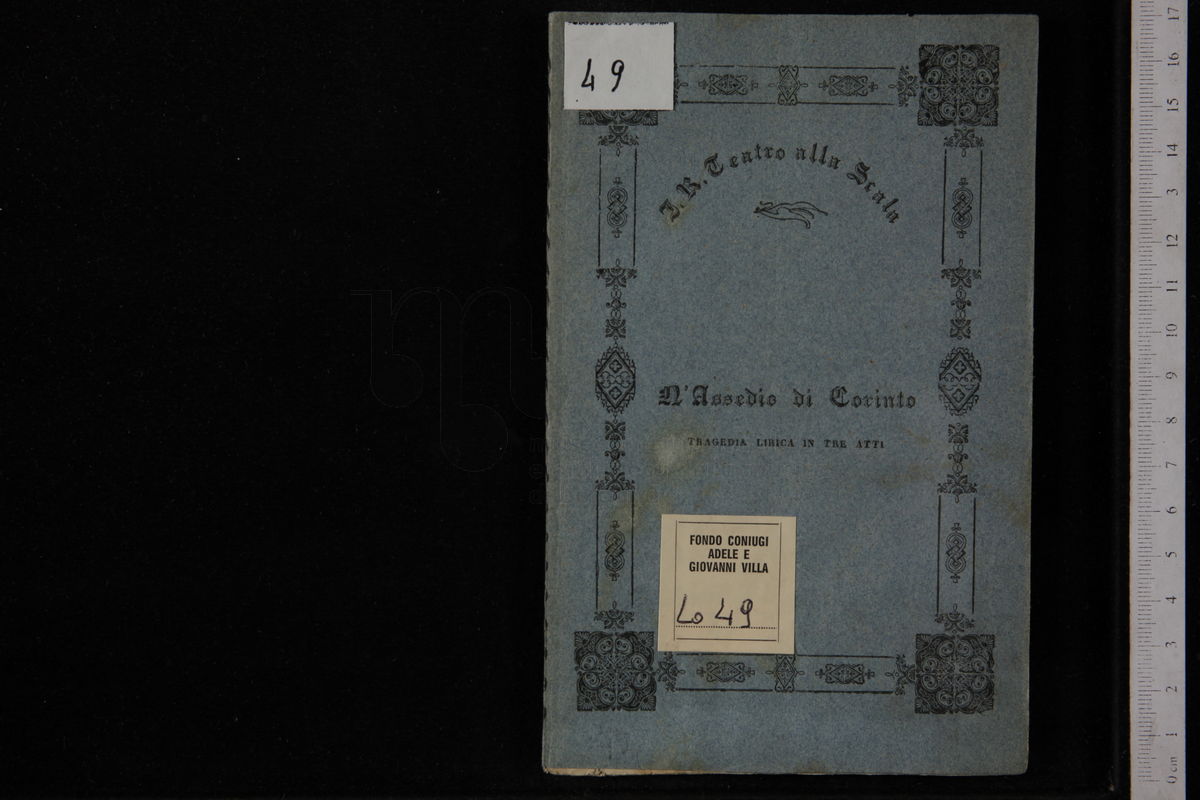 49
I. R. Teatro alla Scala
L'Assedio di Corinto
TRAGEDIA LIRICA IN TRE ATTI
FONDO CONIUGI
ADELE E
GIOVANNI VILLA
Lo 49
17
16
15
14
13
12
11
10
9
8
7
6
5
4
3
2
1
0 cm